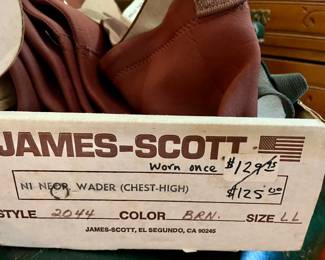 JAMES-SCOTT
Worn once $129.95
N1 NEOP. WADER (CHEST-HIGH) $125.00
STYLE 2044 COLOR BRN. SIZE LL
JAMES-SCOTT, EL SEGUNDO, CA 90245